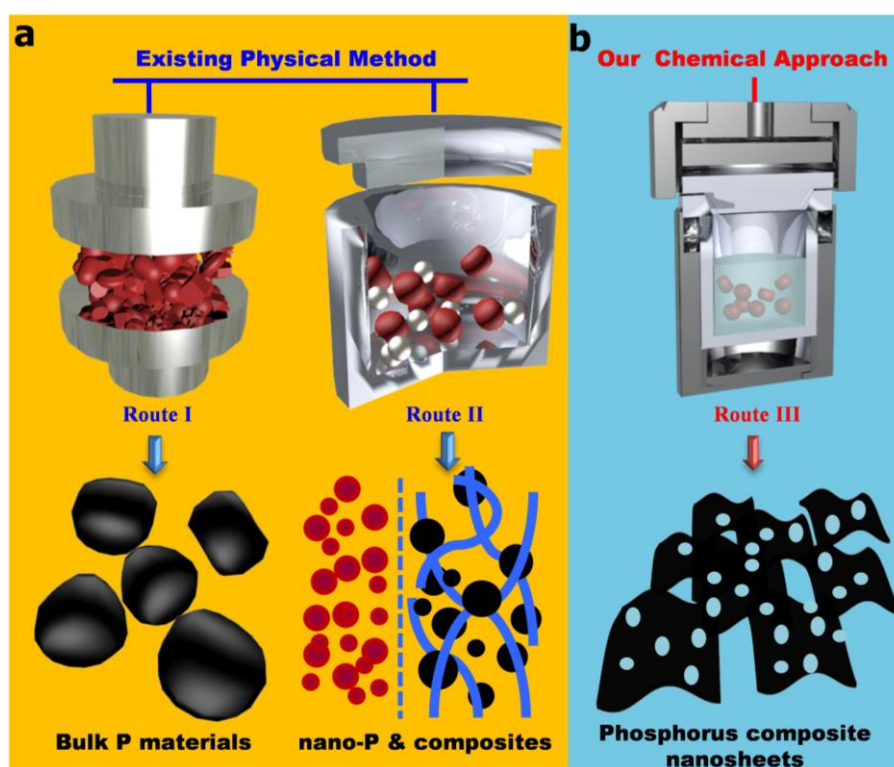 a
Existing Physical Method
b
Our Chemical Approach
Route I
Route II
Route III
Bulk P materials
nano-P & composites
Phosphorus composite
nanosheets